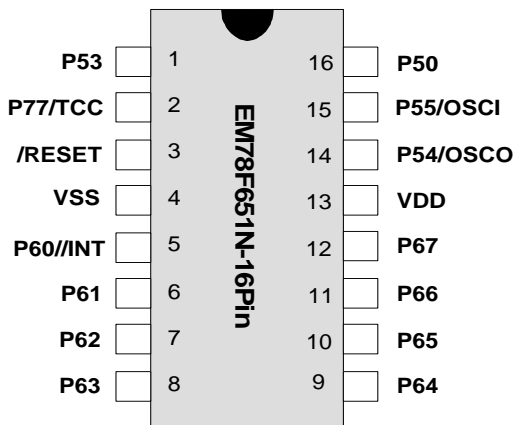 P53 1 16 P50
P77/TCC 2 15 P55/OSCI
/RESET 3 14 P54/OSCO
VSS 4 13 VDD
P60//INT 5 12 P67
P61 6 11 P66
P62 7 10 P65
P63 8 9 P64
EM78F651N-16Pin